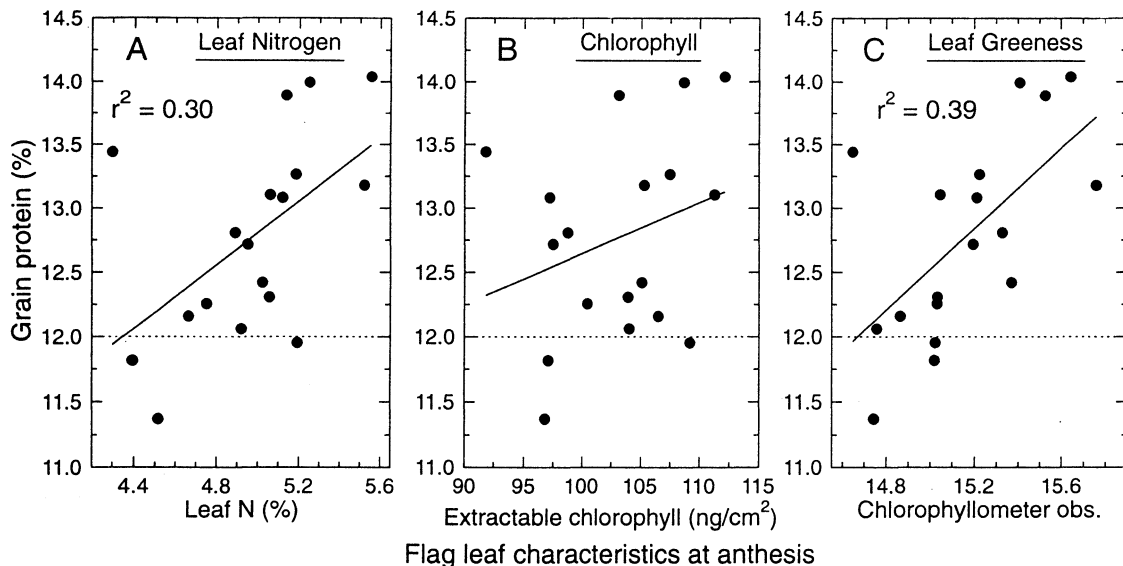 A Leaf Nitrogen
r² = 0.30
B Chlorophyll
C Leaf Greeness
r² = 0.39
Grain protein (%)
14.5
14.0
13.5
13.0
12.5
12.0
11.5
11.0
14.5
14.0
13.5
13.0
12.5
12.0
11.5
11.0
14.5
14.0
13.5
13.0
12.5
12.0
11.5
11.0
4.4 4.8 5.2 5.6
90 95 100 105 110 115
14.8 15.2 15.6
Leaf N (%)
Extractable chlorophyll (ng/cm²)
Chlorophyllometer obs.
Flag leaf characteristics at anthesis